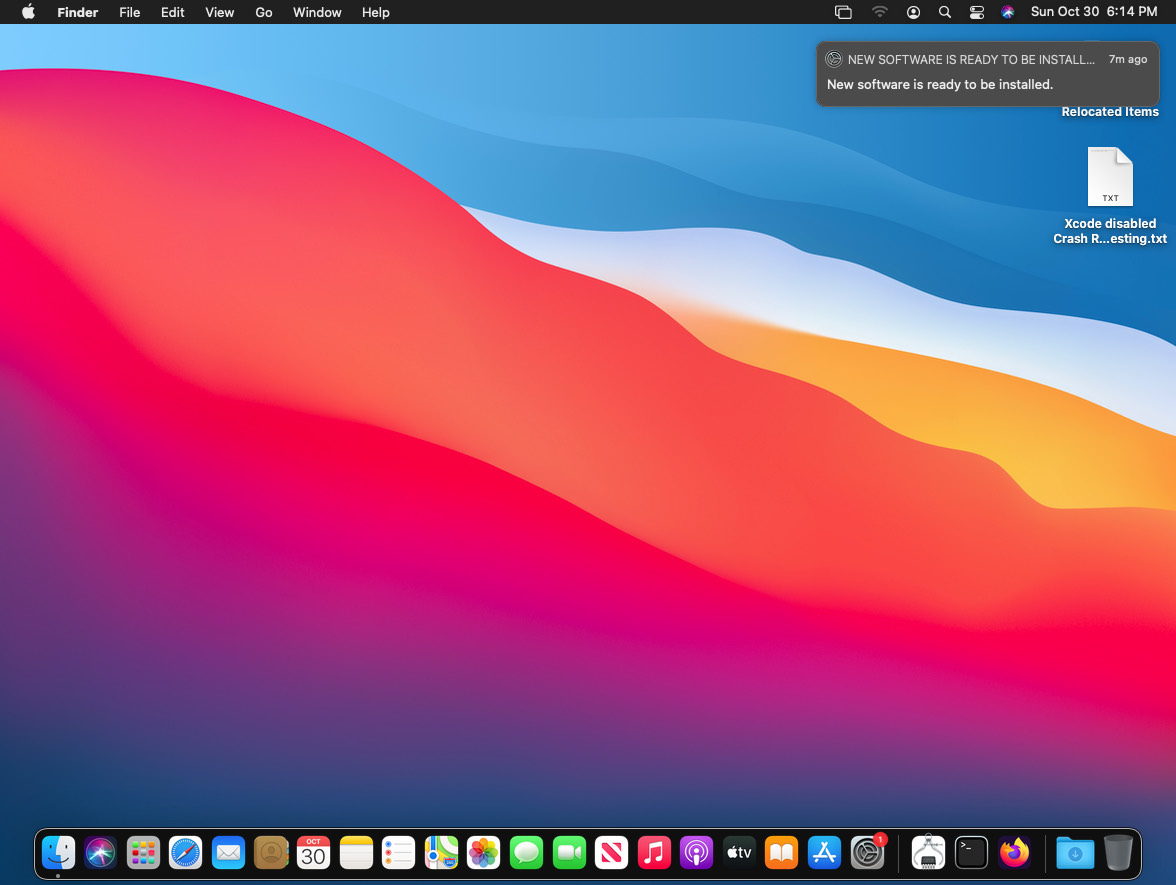 Finder File Edit View Go Window Help Sun Oct 30 6:14 PM
NEW SOFTWARE IS READY TO BE INSTALL... 7m ago
New software is ready to be installed.
Relocated Items
TXT
Xcode disabled
Crash R...esting.txt
OCT
30
tv
1
>_